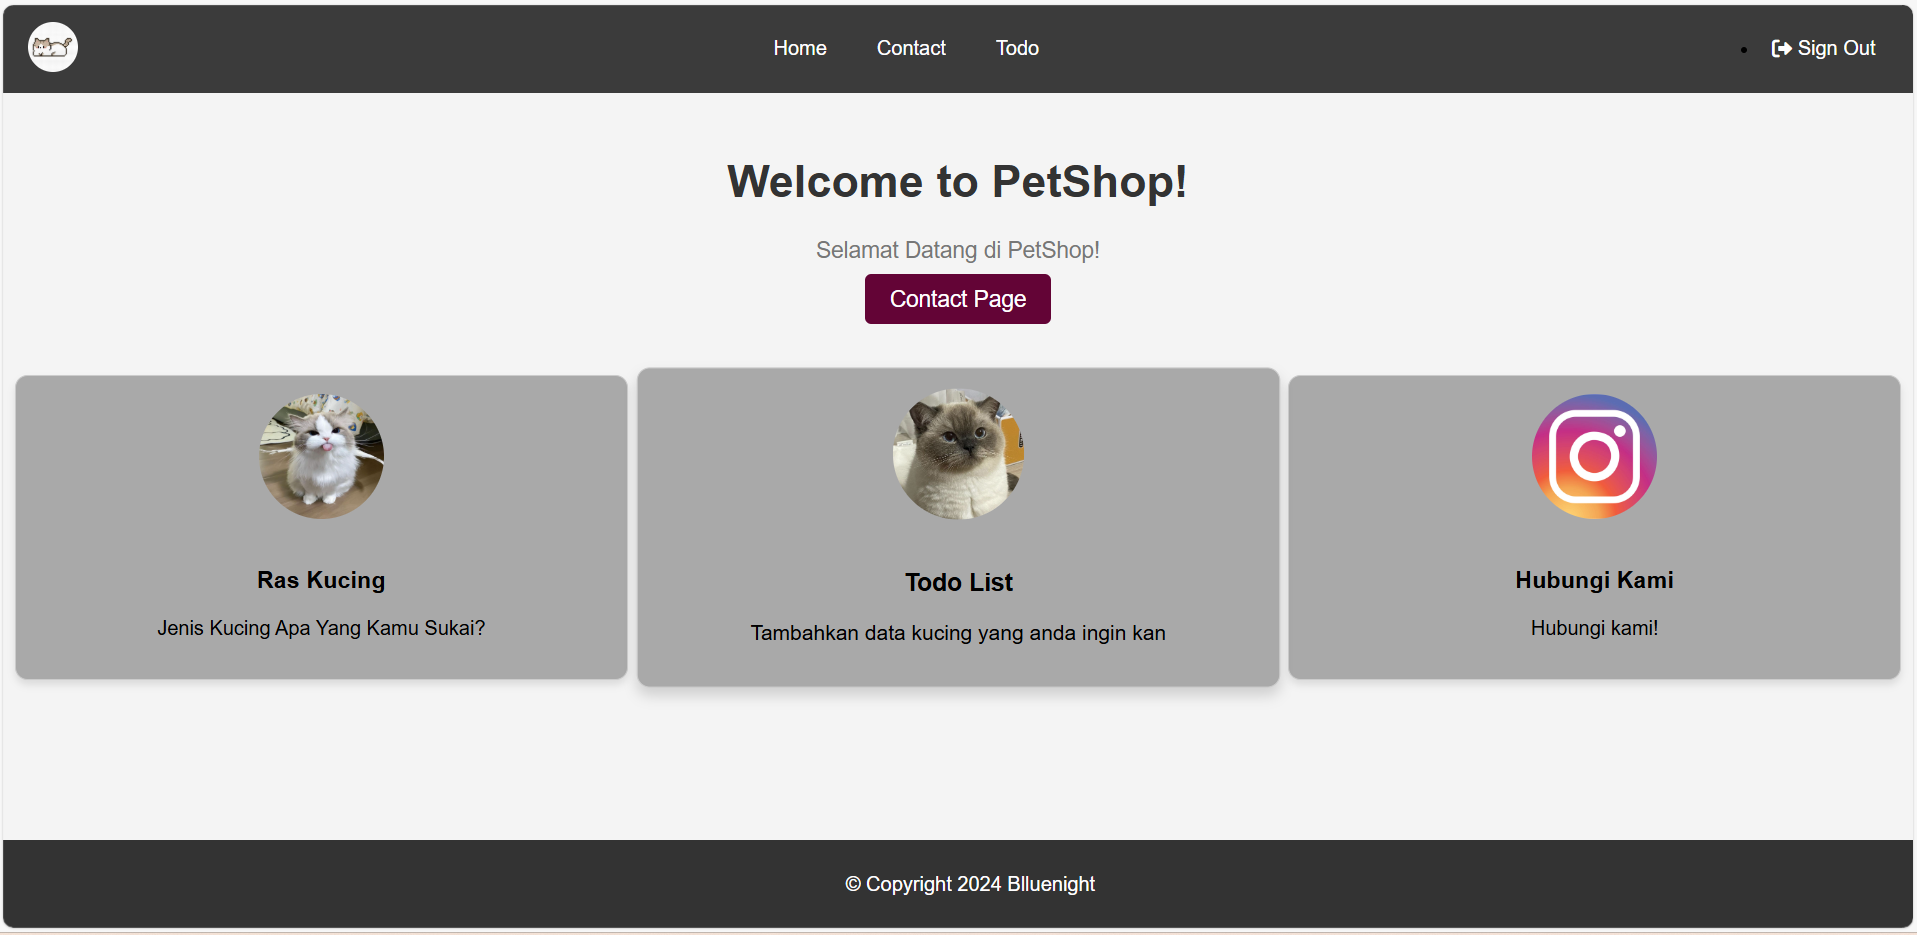 Home Contact Todo Sign Out
Welcome to PetShop!
Selamat Datang di PetShop!
Contact Page
Ras Kucing
Jenis Kucing Apa Yang Kamu Sukai?
Todo List
Tambahkan data kucing yang anda ingin kan
Hubungi Kami
Hubungi kami!
© Copyright 2024 Blluenight